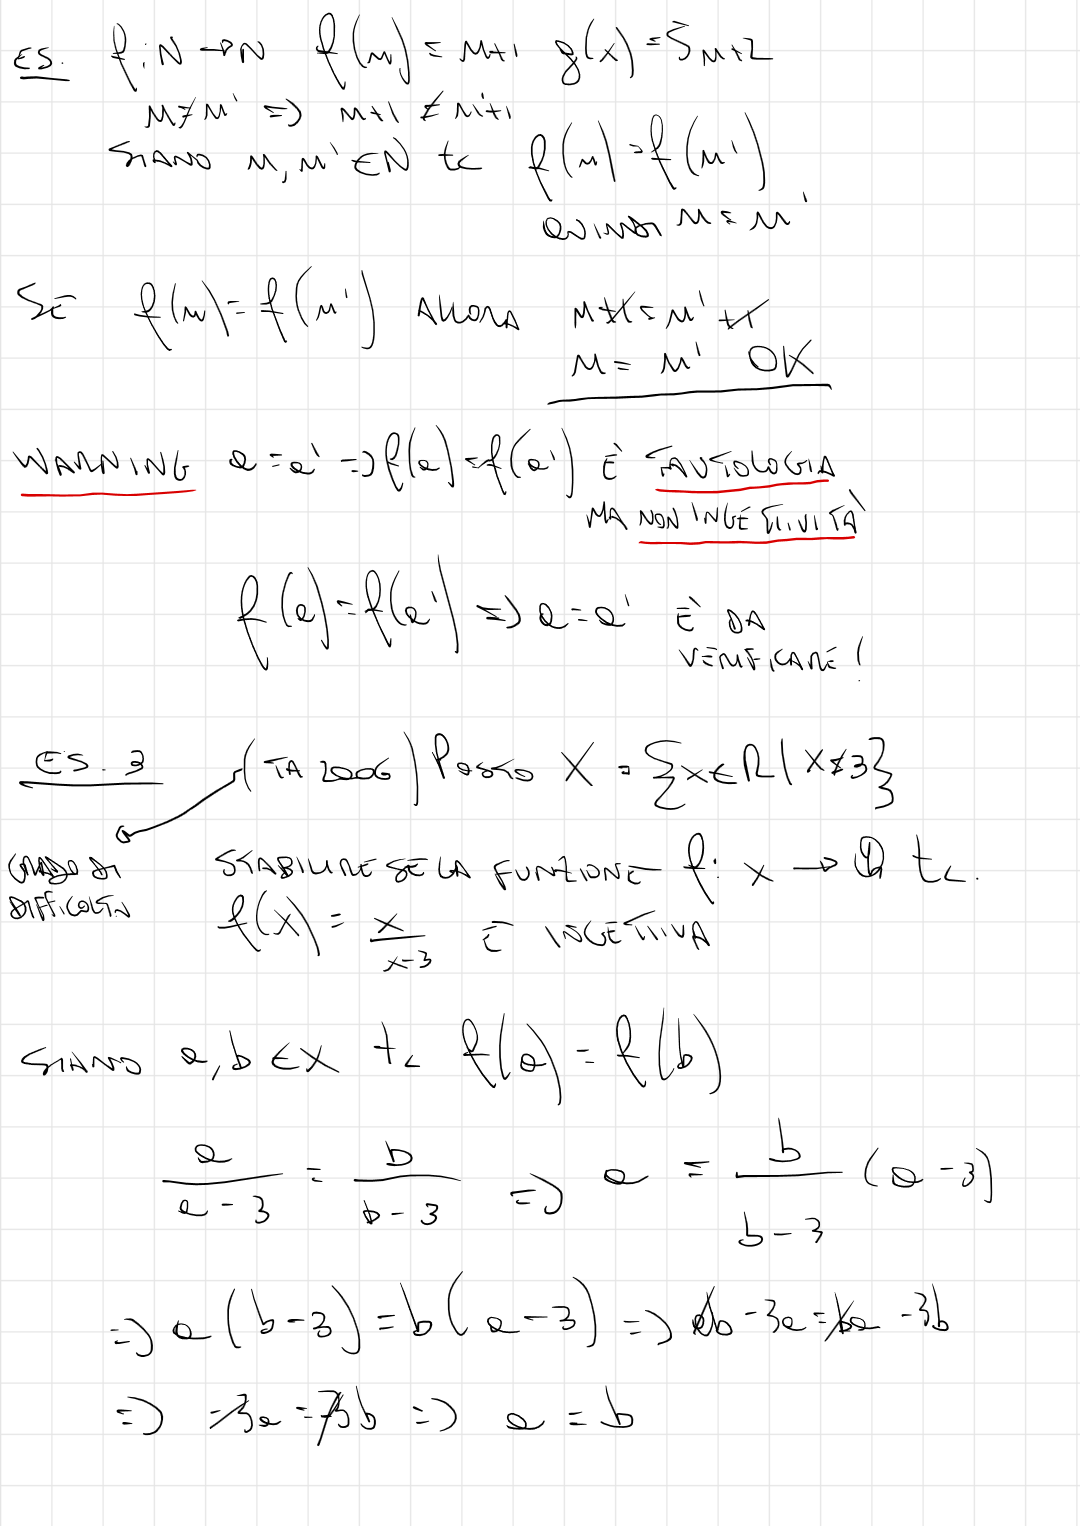 ES. f: N → N f(n) = n+1 g(x) = 5n+2
n ≠ n' => n+1 ≠ n'+1
SIANO n, n' ∈ N tc f(n) = f(n')
QUINDI n = n'
SE f(n) = f(n') ALLORA n+1 = n'+1
n = n' OK
WARNING a = a' => f(a) = f(a') È TAUTOLOGIA
MA NON INGETTIVITÀ
f(a) = f(a') => a = a' È DA
VERIFICARE!
ES. 3 (TA 2006) POSTO X = {x ∈ R | x ≠ 3}
GRADO DI
DIFFICOLTÀ
STABILIRE SE LA FUNZIONE f: X → R tc.
f(x) = x/(x-3) È INGETTIVA
SIANO a, b ∈ X tc f(a) = f(b)
a/(a-3) = b/(b-3) => a = b/(b-3) (a-3)
=> a(b-3) = b(a-3) => ab - 3a = ba - 3b
=> -3a = -3b => a = b